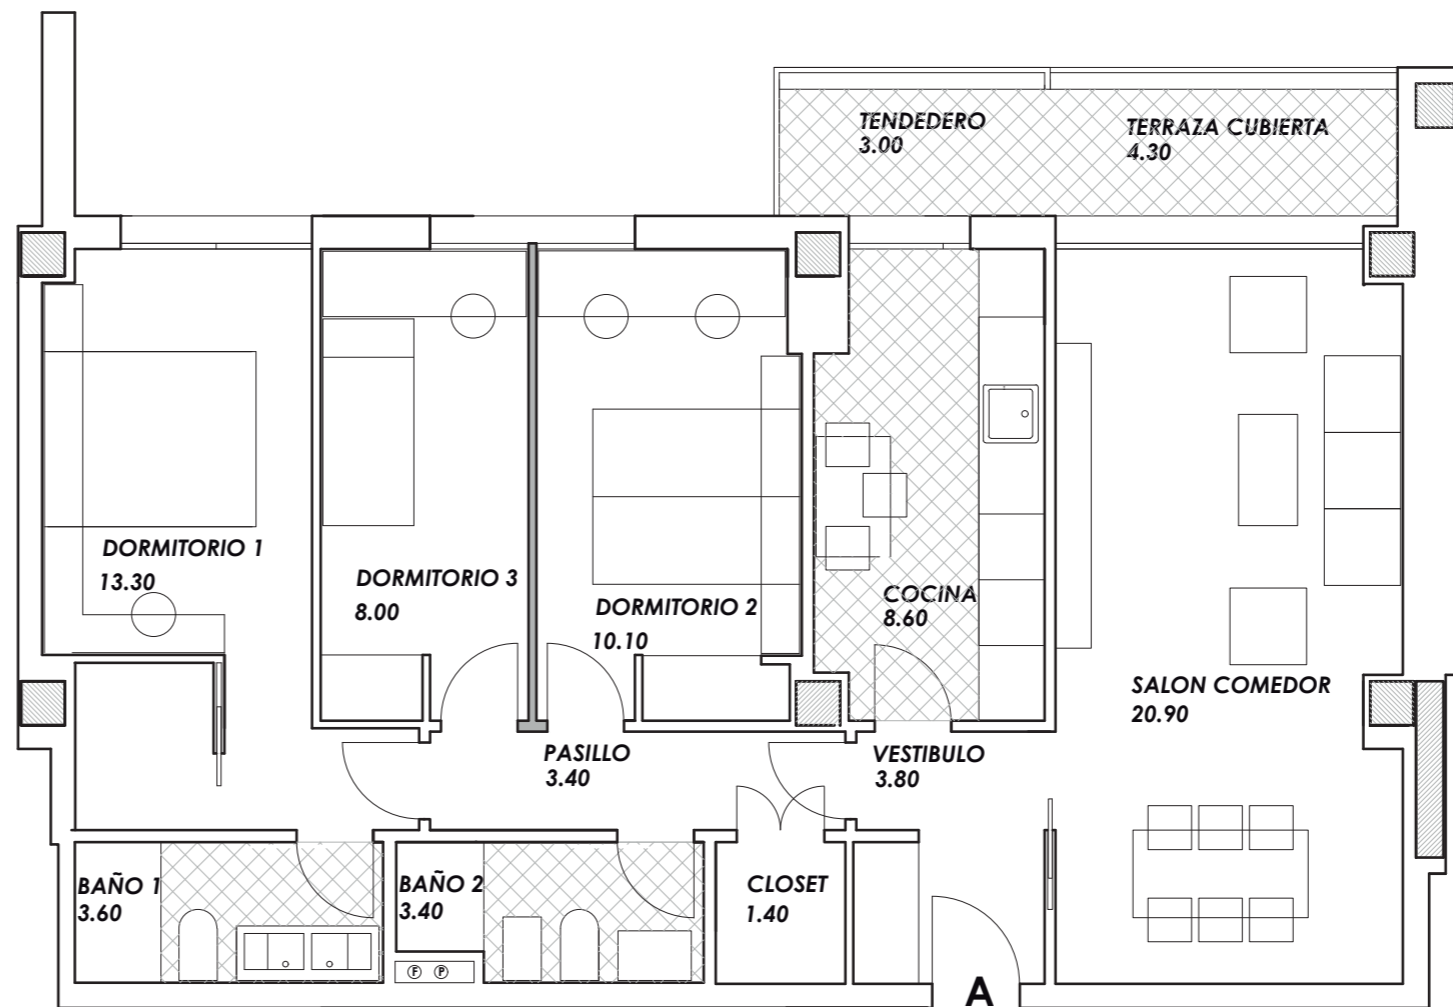 TENDEDERO
3.00
TERRAZA CUBIERTA
4.30
DORMITORIO 1
13.30
DORMITORIO 3
8.00
DORMITORIO 2
10.10
COCINA
8.60
SALON COMEDOR
20.90
PASILLO
3.40
VESTIBULO
3.80
BAÑO 1
3.60
BAÑO 2
3.40
CLOSET
1.40
F P
A